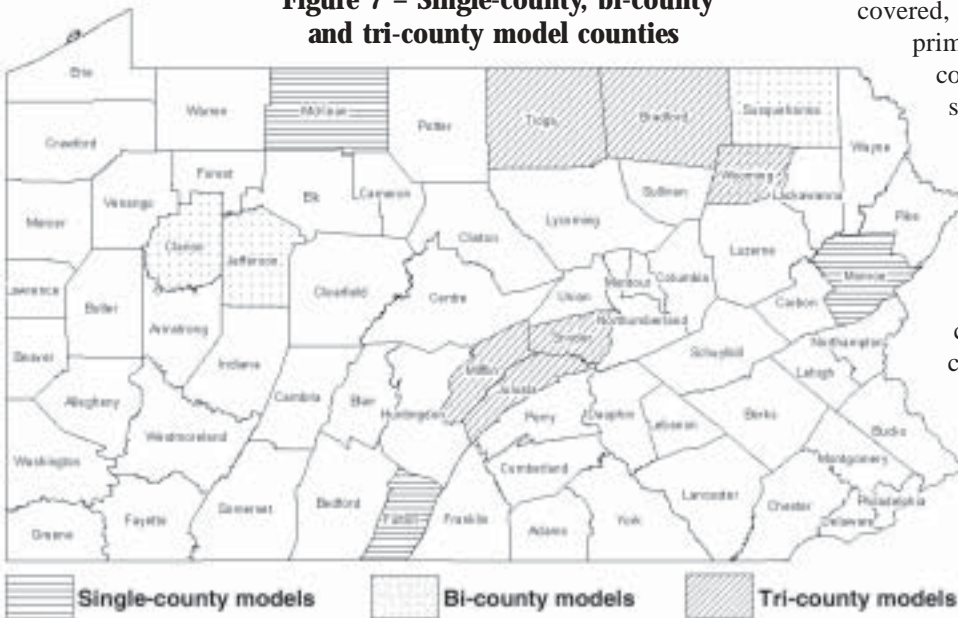 Figure 7 – Single-county, bi-county
and tri-county model counties
covered,
prim
co
s
c
c
Erie
Warren
McKean
Potter
Tioga
Bradford
Susquehanna
Wayne
Crawford
Forest
Elk
Cameron
Sullivan
Wyoming
Lackawanna
Pike
Mercer
Venango
Clarion
Jefferson
Clinton
Lycoming
Luzerne
Monroe
Lawrence
Butler
Clearfield
Centre
Union
Montour
Columbia
Carbon
Armstrong
Northumberland
Snyder
Mifflin
Juniata
Schuylkill
Northampton
Lehigh
Beaver
Allegheny
Indiana
Cambria
Blair
Huntingdon
Perry
Dauphin
Lebanon
Berks
Bucks
Westmoreland
Montgomery
Washington
Cumberland
Lancaster
Chester
Philadelphia
Delaware
Greene
Fayette
Somerset
Bedford
Fulton
Franklin
Adams
York
Single-county models
Bi-county models
Tri-county models